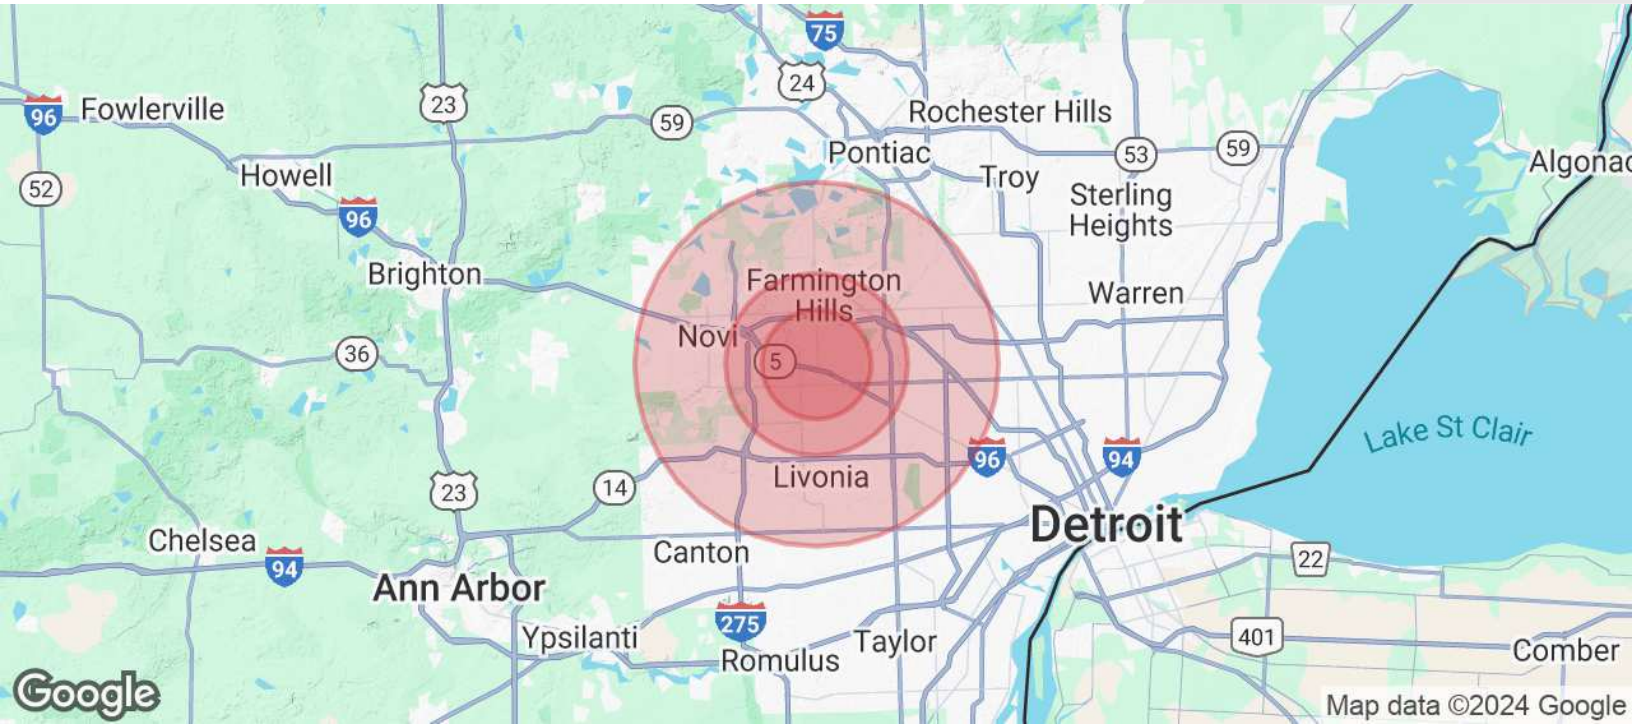 75
24
23
96
Fowlerville
59
Rochester Hills
53
59
Pontiac
Algonac
Howell
52
Troy
96
Sterling
Heights
Brighton
Farmington
Hills
Warren
Novi
36
5
Lake St Clair
96
94
Livonia
23
14
Detroit
Chelsea
Canton
22
94
Ann Arbor
275
Ypsilanti
Taylor
401
Romulus
Comber
Google
Map data ©2024 Google